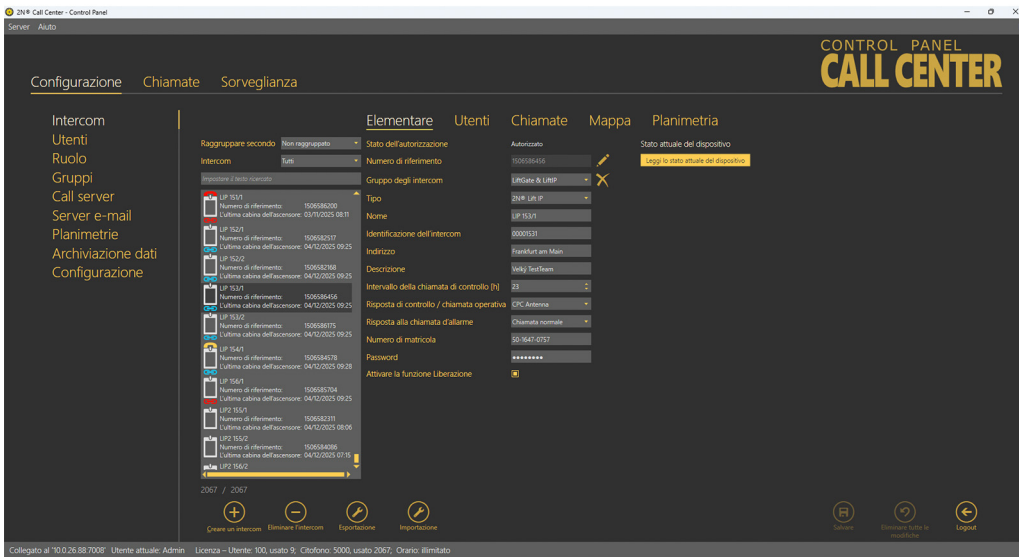 2N® Call Center - Control Panel
Server Aiuto
CONTROL PANEL
CALL CENTER
Configurazione Chiamate Sorveglianza
Intercom
Utenti
Ruolo
Gruppi
Call server
Server e-mail
Planimetrie
Archiviazione dati
Configurazione
Raggruppare secondo Non raggruppato
Intercom Tutti
Impostare il testo ricercato
LIP 151/1
Numero di riferimento: 1506586200
L'ultima cabina dell'ascensore: 03/11/2025 08:11
LIP 152/1
Numero di riferimento: 1506582517
L'ultima cabina dell'ascensore: 04/12/2025 09:25
LIP 152/2
Numero di riferimento: 1506582168
L'ultima cabina dell'ascensore: 04/12/2025 09:25
LIP 153/1
Numero di riferimento: 1506586456
L'ultima cabina dell'ascensore: 04/12/2025 09:25
LIP 153/2
Numero di riferimento: 1506586175
L'ultima cabina dell'ascensore: 04/12/2025 09:25
LIP 154/1
Numero di riferimento: 1506584578
L'ultima cabina dell'ascensore: 04/12/2025 09:28
LIP 156/1
Numero di riferimento: 1506585704
L'ultima cabina dell'ascensore: 04/12/2025 09:25
LIP2 155/1
Numero di riferimento: 1506582311
L'ultima cabina dell'ascensore: 04/12/2025 08:06
LIP2 155/2
Numero di riferimento: 1506584086
L'ultima cabina dell'ascensore: 04/12/2025 07:15
LIP2 156/2
2067 / 2067
Elementare Utenti Chiamate Mappa Planimetria
Stato dell'autorizzazione Autorizzato
Numero di riferimento 1506586456
Gruppo degli intercom LiftGate & LiftIP
Tipo 2N® Lift IP
Nome LIP 153/1
Identificazione dell'intercom 00001531
Indirizzo Frankfurt am Main
Descrizione Velký TestTeam
Intervallo della chiamata di controllo [h] 23
Risposta di controllo / chiamata operativa CPC Antenna
Risposta alla chiamata d'allarme Chiamata normale
Numero di matricola 50-1647-0757
Password ●●●●●●●●
Attivare la funzione Liberazione
Stato attuale del dispositivo
Leggi lo stato attuale del dispositivo
Creare un intercom Eliminare l'intercom Esportazione Importazione
Salvare Eliminare tutte le modifiche Logout
Collegato al '10.0.26.88:7008' Utente attuale: Admin Licenza – Utente: 100, usato 9; Citofono: 5000, usato 2067; Orario: illimitato